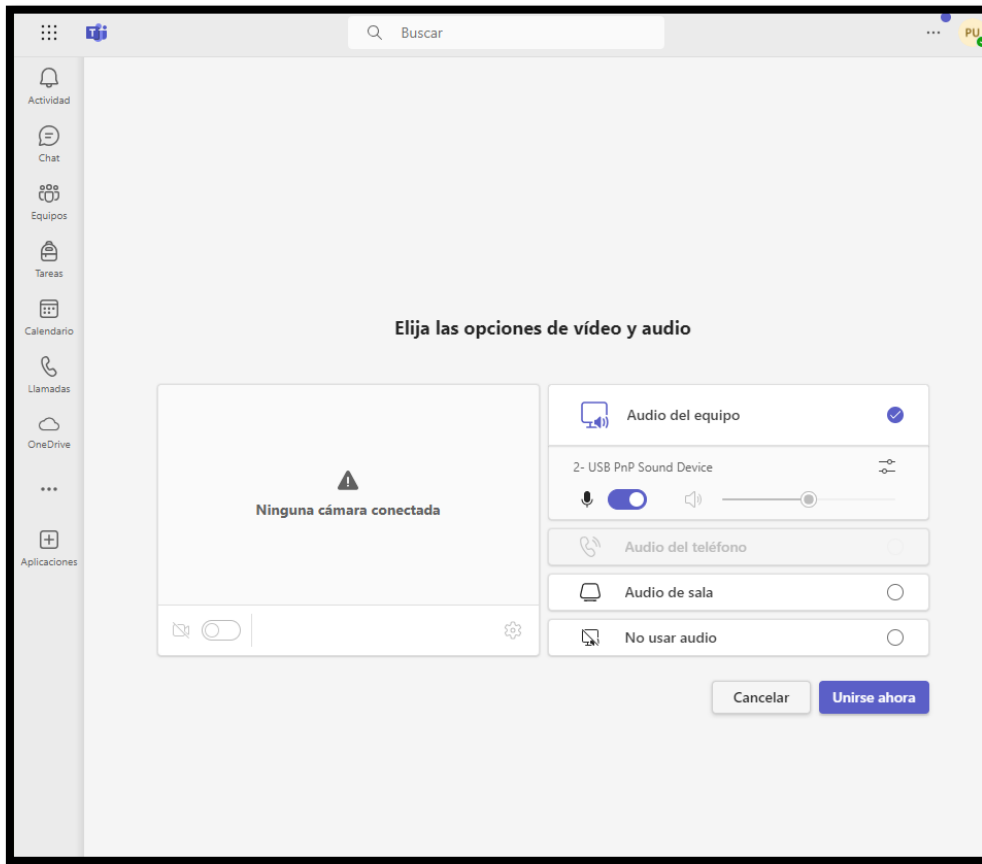 Buscar
PU
Actividad
Chat
Equipos
Tareas
Calendario
Llamadas
OneDrive
Aplicaciones
Elija las opciones de vídeo y audio
Ninguna cámara conectada
Audio del equipo
2- USB PnP Sound Device
Audio del teléfono
Audio de sala
No usar audio
Cancelar
Unirse ahora